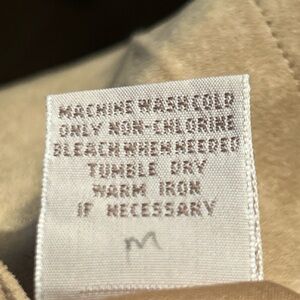 MACHINE WASH COLD
ONLY NON-CHLORINE
BLEACH WHEN NEEDED
TUMBLE DRY
WARM IRON
IF NECESSARY
M